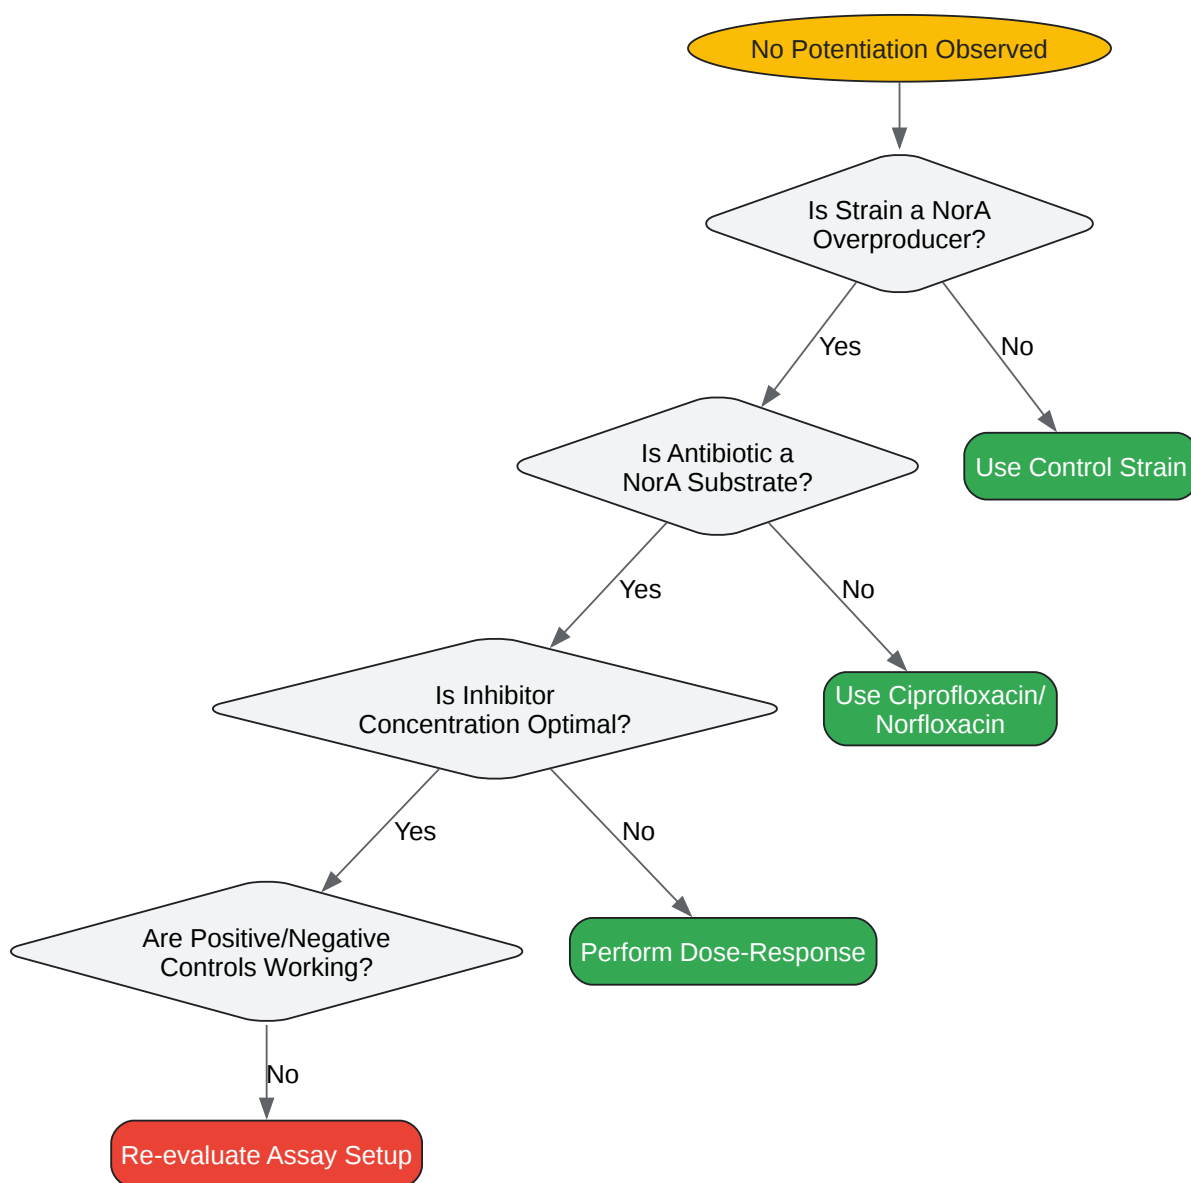 No Potentiation Observed
Is Strain a NorA
Overproducer?
Yes
No
Is Antibiotic a
NorA Substrate?
Use Control Strain
Yes
No
Is Inhibitor
Concentration Optimal?
Use Ciprofloxacin/
Norfloxacin
Yes
No
Are Positive/Negative
Controls Working?
Perform Dose-Response
No
Re-evaluate Assay Setup